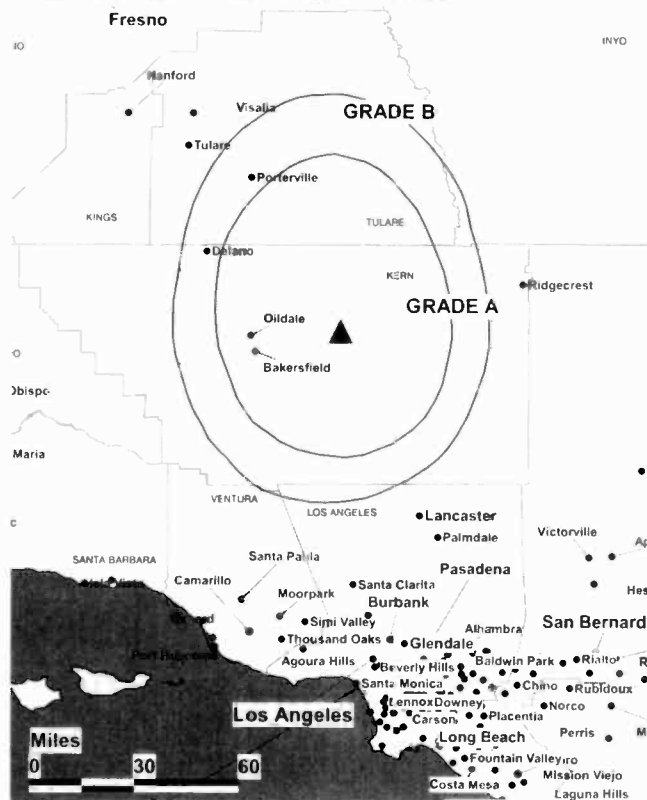 Fresno
INYO
Hanford
Visalia
GRADE B
Tulare
Porterville
KINGS
TULARE
Delano
KERN
Ridgecrest
GRADE A
Oildale
Bakersfield
Obispo
Maria
VENTURA
LOS ANGELES
Lancaster
Victorville
Palmdale
SANTA BARBARA
Santa Paula
Pasadena
Camarillo
Santa Clarita
Moorpark
Burbank
Simi Valley
San Bernard
Alhambra
Thousand Oaks
Glendale
Agoura Hills
Beverly Hills
Baldwin Park
Rialto
Santa Monica
Chino
Rubidoux
Lennox
Downey
Norco
Los Angeles
Carson
Placentia
Miles
Long Beach
Perris
0 30 60
Fountain Valley
Mission Viejo
Costa Mesa
Laguna Hills